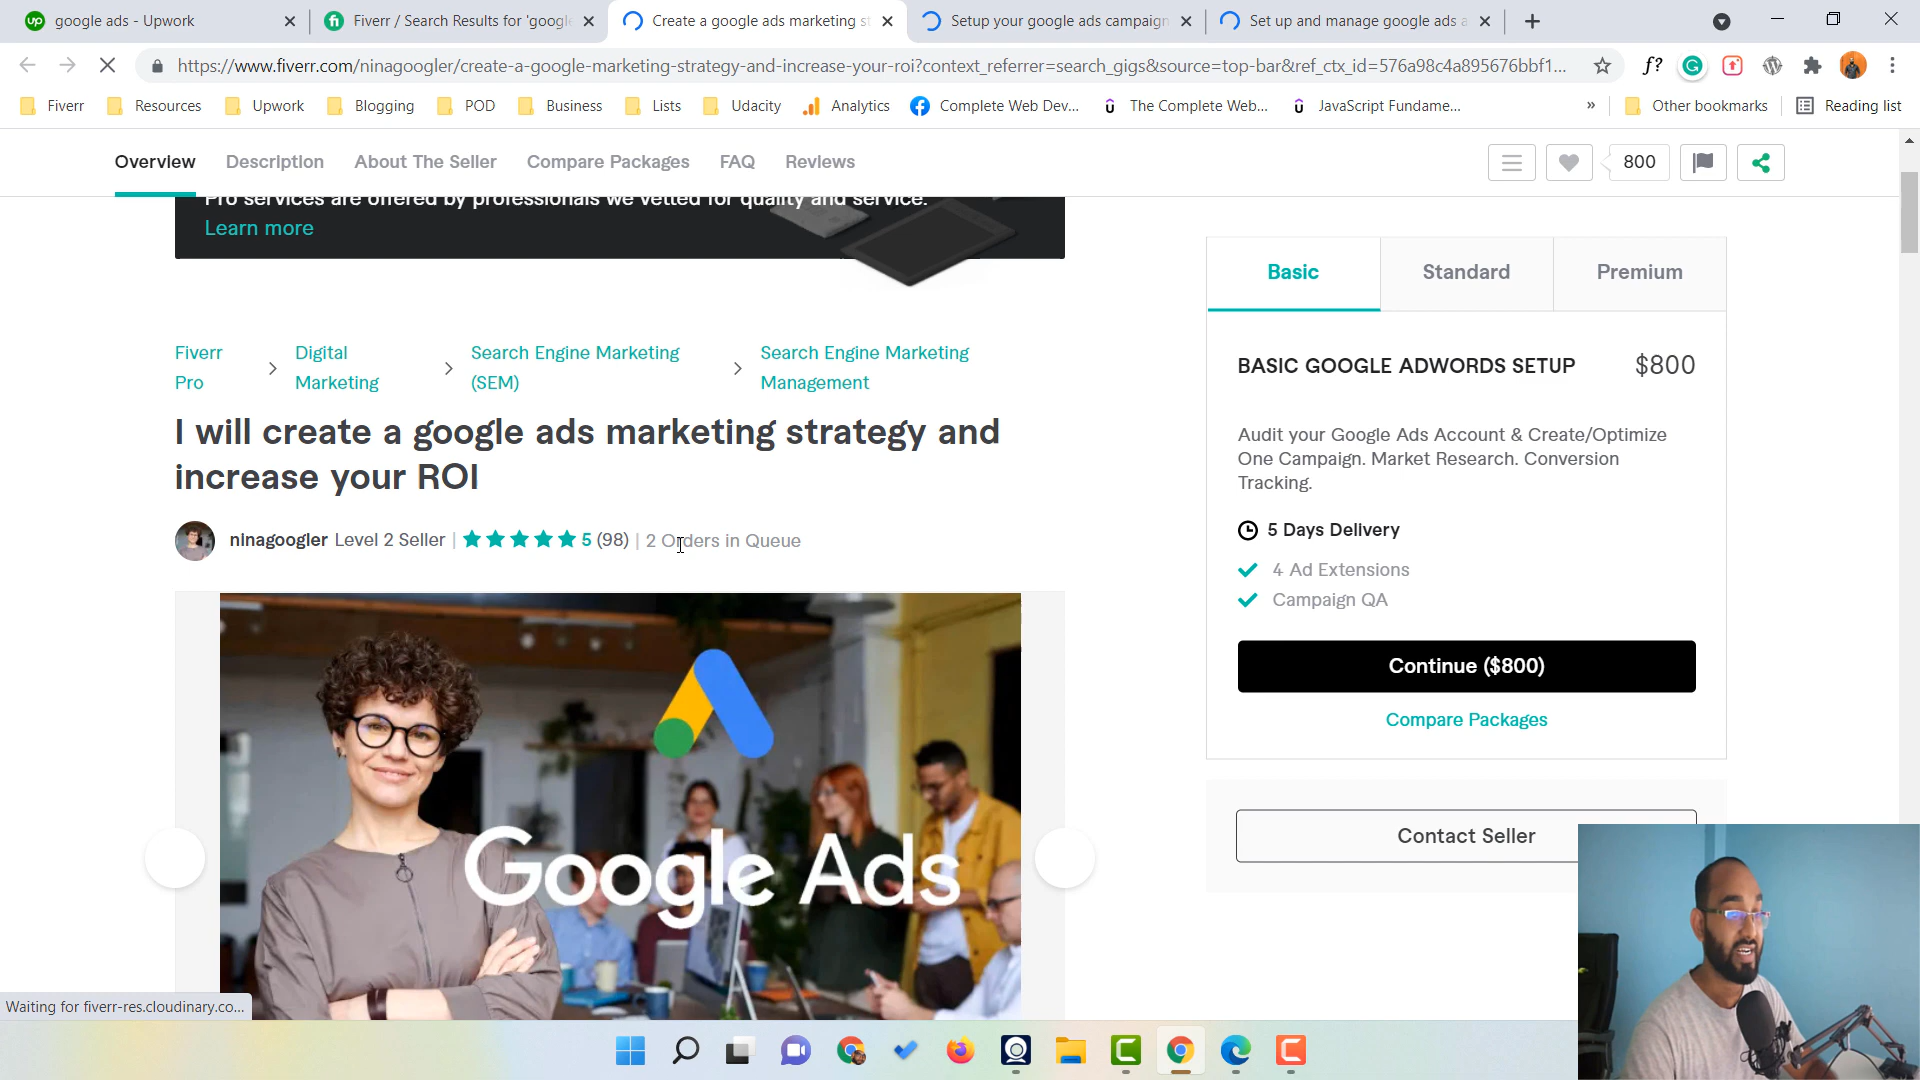 google ads - Upwork
Fiverr / Search Results for 'google
Create a google ads marketing st
Setup your google ads campaign
Set up and manage google ads a
https://www.fiverr.com/ninagoogler/create-a-google-marketing-strategy-and-increase-your-roi?context_referrer=search_gigs&source=top-bar&ref_ctx_id=576a98c4a895676bbf1...
f?
Fiverr
Resources
Upwork
Blogging
POD
Business
Lists
Udacity
Analytics
Complete Web Dev...
The Complete Web...
JavaScript Fundame...
»
Other bookmarks
Reading list
Overview
Description
About The Seller
Compare Packages
FAQ
Reviews
800
Pro services are offered by professionals we vetted for quality and service.
Learn more
Fiverr Pro
Digital Marketing
Search Engine Marketing (SEM)
Search Engine Marketing Management
I will create a google ads marketing strategy and
increase your ROI
ninagoogler Level 2 Seller | 5 (98) | 2 Orders in Queue
Google Ads
Basic
Standard
Premium
BASIC GOOGLE ADWORDS SETUP
$800
Audit your Google Ads Account & Create/Optimize
One Campaign. Market Research. Conversion
Tracking.
5 Days Delivery
4 Ad Extensions
Campaign QA
Continue ($800)
Compare Packages
Contact Seller
Waiting for fiverr-res.cloudinary.co...